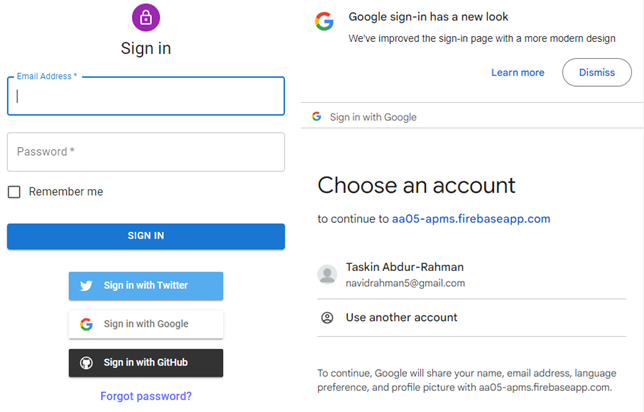 Sign in
Email Address *
Password *
Remember me
SIGN IN
Sign in with Twitter
Sign in with Google
Sign in with GitHub
Forgot password?
Google sign-in has a new look
We've improved the sign-in page with a more modern design
Learn more
Dismiss
Sign in with Google
Choose an account
to continue to aa05-apms.firebaseapp.com
Taskin Abdur-Rahman
navidrahman5@gmail.com
Use another account
To continue, Google will share your name, email address, language
preference, and profile picture with aa05-apms.firebaseapp.com.